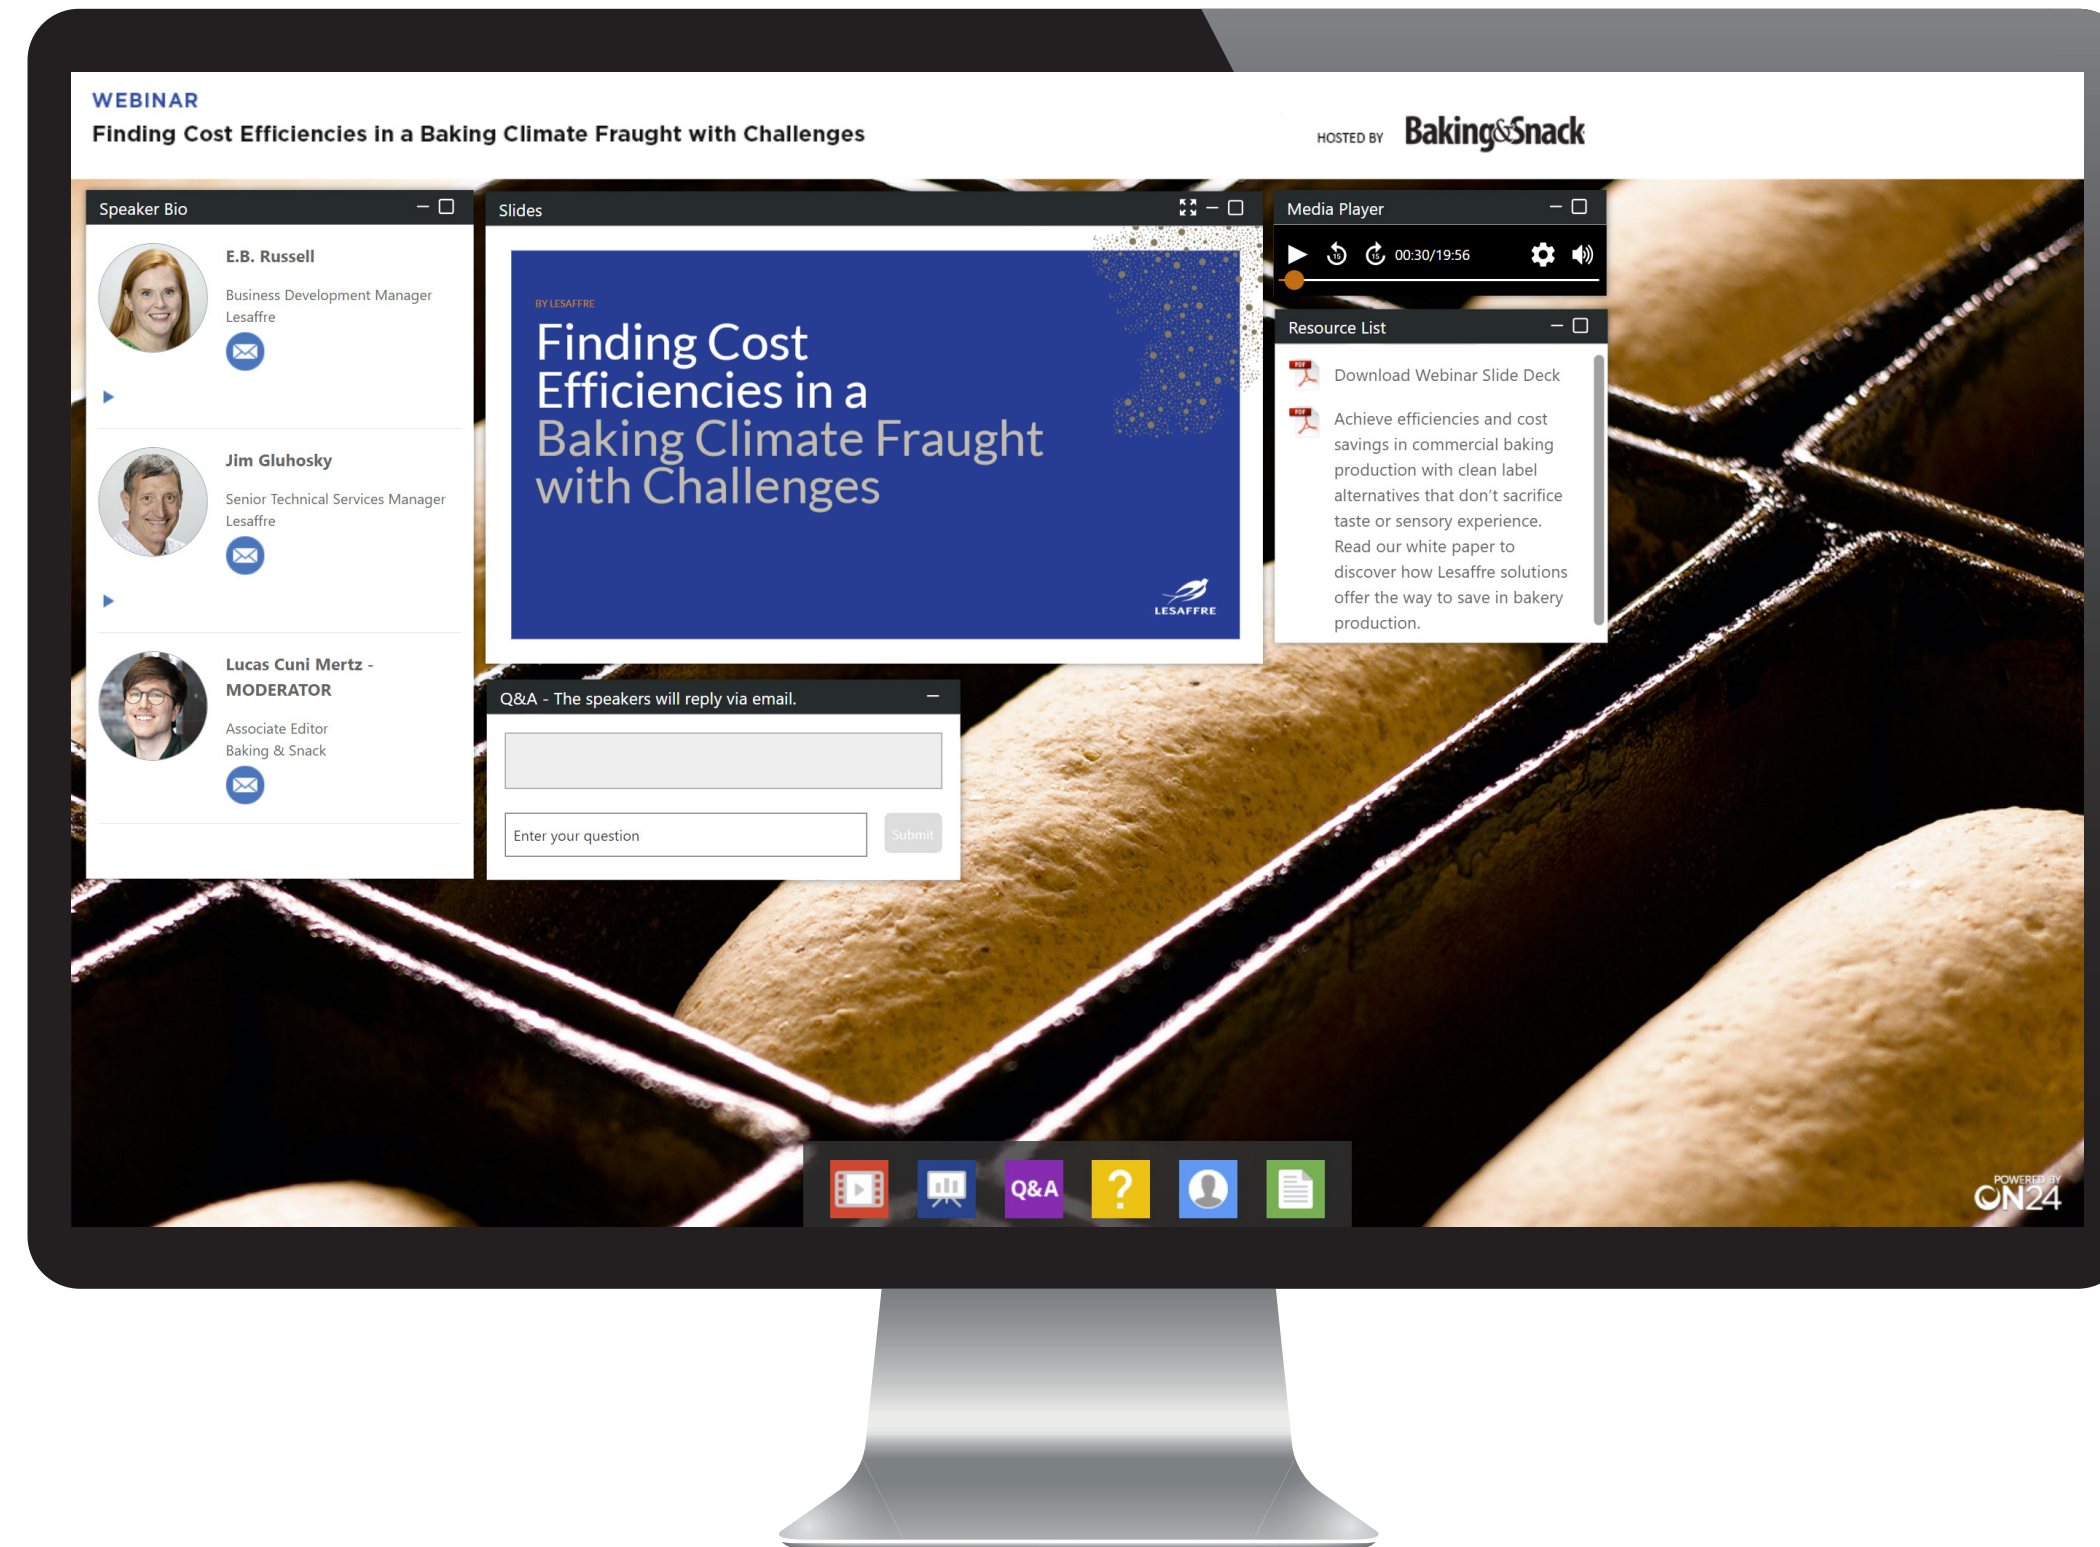 WEBINAR
Finding Cost Efficiencies in a Baking Climate Fraught with Challenges
HOSTED BY Baking&Snack
Speaker Bio
E.B. Russell
Business Development Manager
Lesaffre
Jim Gluhosky
Senior Technical Services Manager
Lesaffre
Lucas Cuni Mertz -
MODERATOR
Associate Editor
Baking & Snack
Slides
BY LESAFFRE
Finding Cost
Efficiencies in a
Baking Climate Fraught
with Challenges
LESAFFRE
Q&A - The speakers will reply via email.
Enter your question
Submit
Media Player
15 15 00:30/19:56
Resource List
PDF
Download Webinar Slide Deck
PDF
Achieve efficiencies and cost
savings in commercial baking
production with clean label
alternatives that don't sacrifice
taste or sensory experience.
Read our white paper to
discover how Lesaffre solutions
offer the way to save in bakery
production.
Q&A
?
POWERED BY
ON24